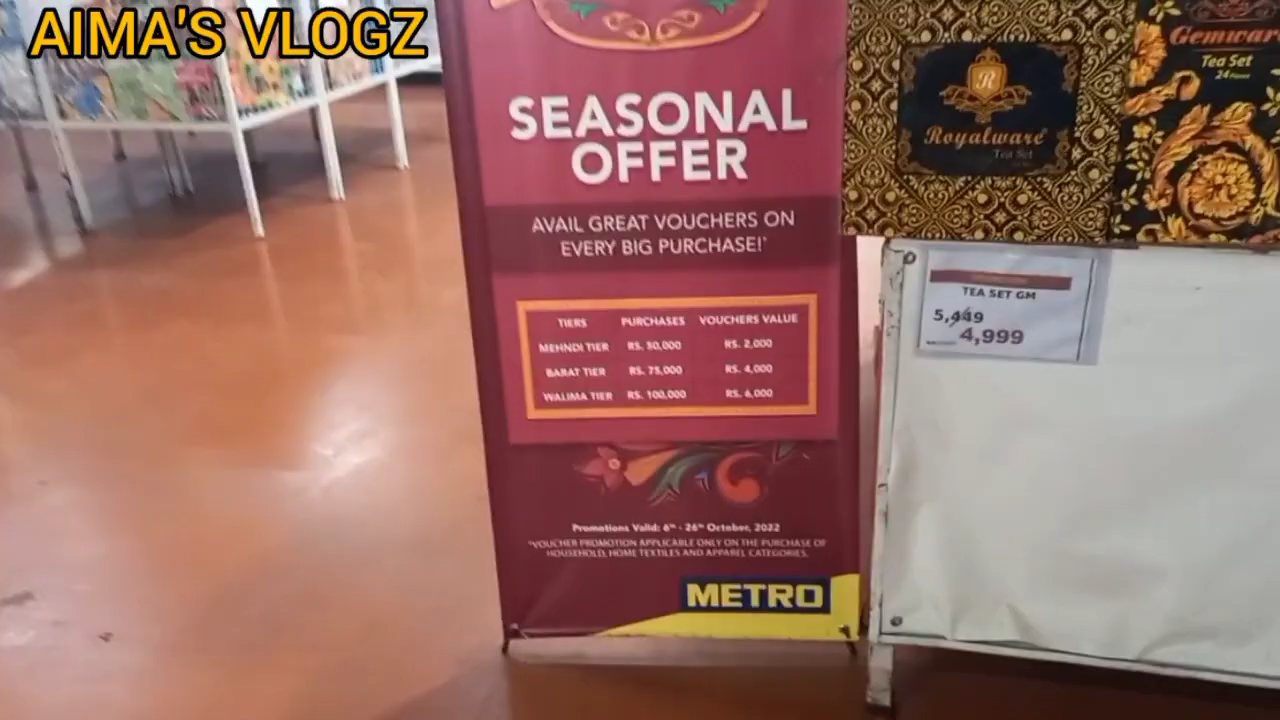 AIMA'S VLOGZ
SEASONAL
OFFER
AVAIL GREAT VOUCHERS ON
EVERY BIG PURCHASE!*
TIERS PURCHASES VOUCHERS VALUE
MEHNDI TIER RS. 50,000 RS. 2,000
BARAT TIER RS. 75,000 RS. 4,000
WALIMA TIER RS. 100,000 RS. 6,000
Promotions Valid: 6th - 26th October, 2022
*VOUCHER PROMOTION APPLICABLE ONLY ON THE PURCHASE OF
HOUSEHOLD, HOME TEXTILES AND APPAREL CATEGORIES.
METRO
R
Royalware
Tea Set
Gemwar
Tea Set
24 Pieces
TEA SET GM
5,449
4,999